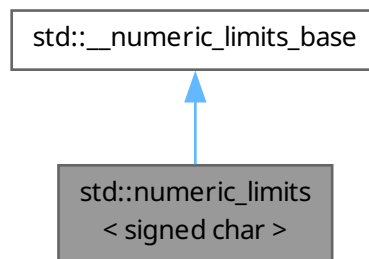 std::__numeric_limits_base
std::numeric_limits
< signed char >